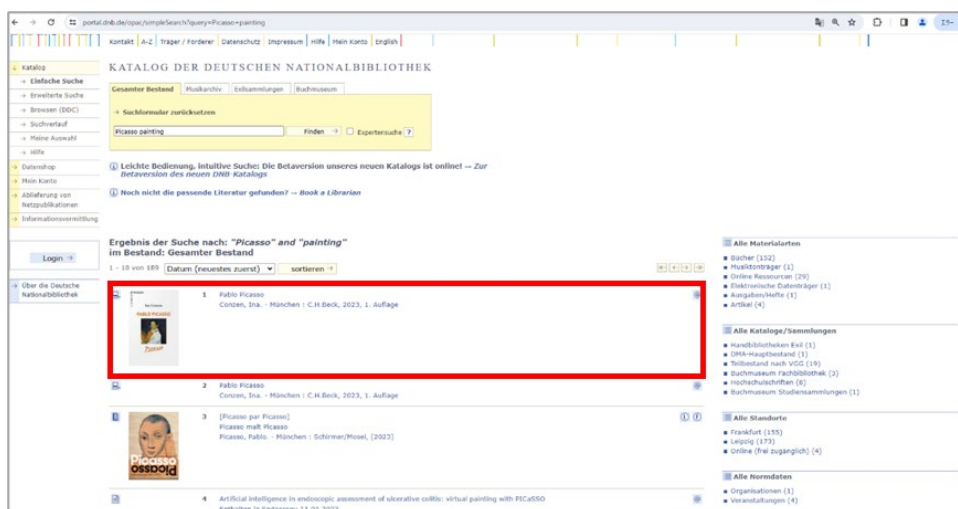 portal.dnb.de/opac/simpleSearch?query=Picasso+painting
Kontakt | A-Z | Träger / Förderer | Datenschutz | Impressum | Hilfe | Mein Konto | English
Katalog
Einfache Suche
Erweiterte Suche
Browsen (DDC)
Suchverlauf
Meine Auswahl
Hilfe
Datenshop
Mein Konto
Ablieferung von
Netzpublikationen
Informationsvermittlung
Login
Über die Deutsche
Nationalbibliothek
KATALOG DER DEUTSCHEN NATIONALBIBLIOTHEK
Gesamter Bestand
Musikarchiv
Exilsammlungen
Buchmuseum
Suchformular zurücksetzen
Picasso painting
Finden
Expertensuche ?
Leichte Bedienung, intuitive Suche: Die Betaversion unseres neuen Katalogs ist online! → Zur
Betaversion des neuen DNB-Katalogs
Noch nicht die passende Literatur gefunden? → Book a Librarian
Ergebnis der Suche nach: "Picasso" and "painting"
im Bestand: Gesamter Bestand
1 - 10 von 189
Datum (neuestes zuerst)
sortieren
PABLO PICASSO
1 Pablo Picasso
Conzen, Ina. - München : C.H.Beck, 2023, 1. Auflage
2 Pablo Picasso
Conzen, Ina. - München : C.H.Beck, 2023, 1. Auflage
Picasso
Picasso
3 [Picasso par Picasso]
Picasso malt Picasso
Picasso, Pablo. - München : Schirmer/Mosel, [2023]
4 Artificial intelligence in endoscopic assessment of ulcerative colitis: virtual painting with PICaSSO
Alle Materialarten
Bücher (132)
Musiktonträger (1)
Online Ressourcen (29)
Elektronische Datenträger (1)
Ausgaben/Hefte (1)
Artikel (4)
Alle Kataloge/Sammlungen
Handbibliotheken Exil (1)
DMA-Hauptbestand (1)
Teilbestand nach VGG (19)
Buchmuseum Fachbibliothek (2)
Hochschulschriften (6)
Buchmuseum Studiensammlungen (1)
Alle Standorte
Frankfurt (155)
Leipzig (173)
Online (frei zugänglich) (4)
Alle Normdaten
Organisationen (1)
Veranstaltungen (4)